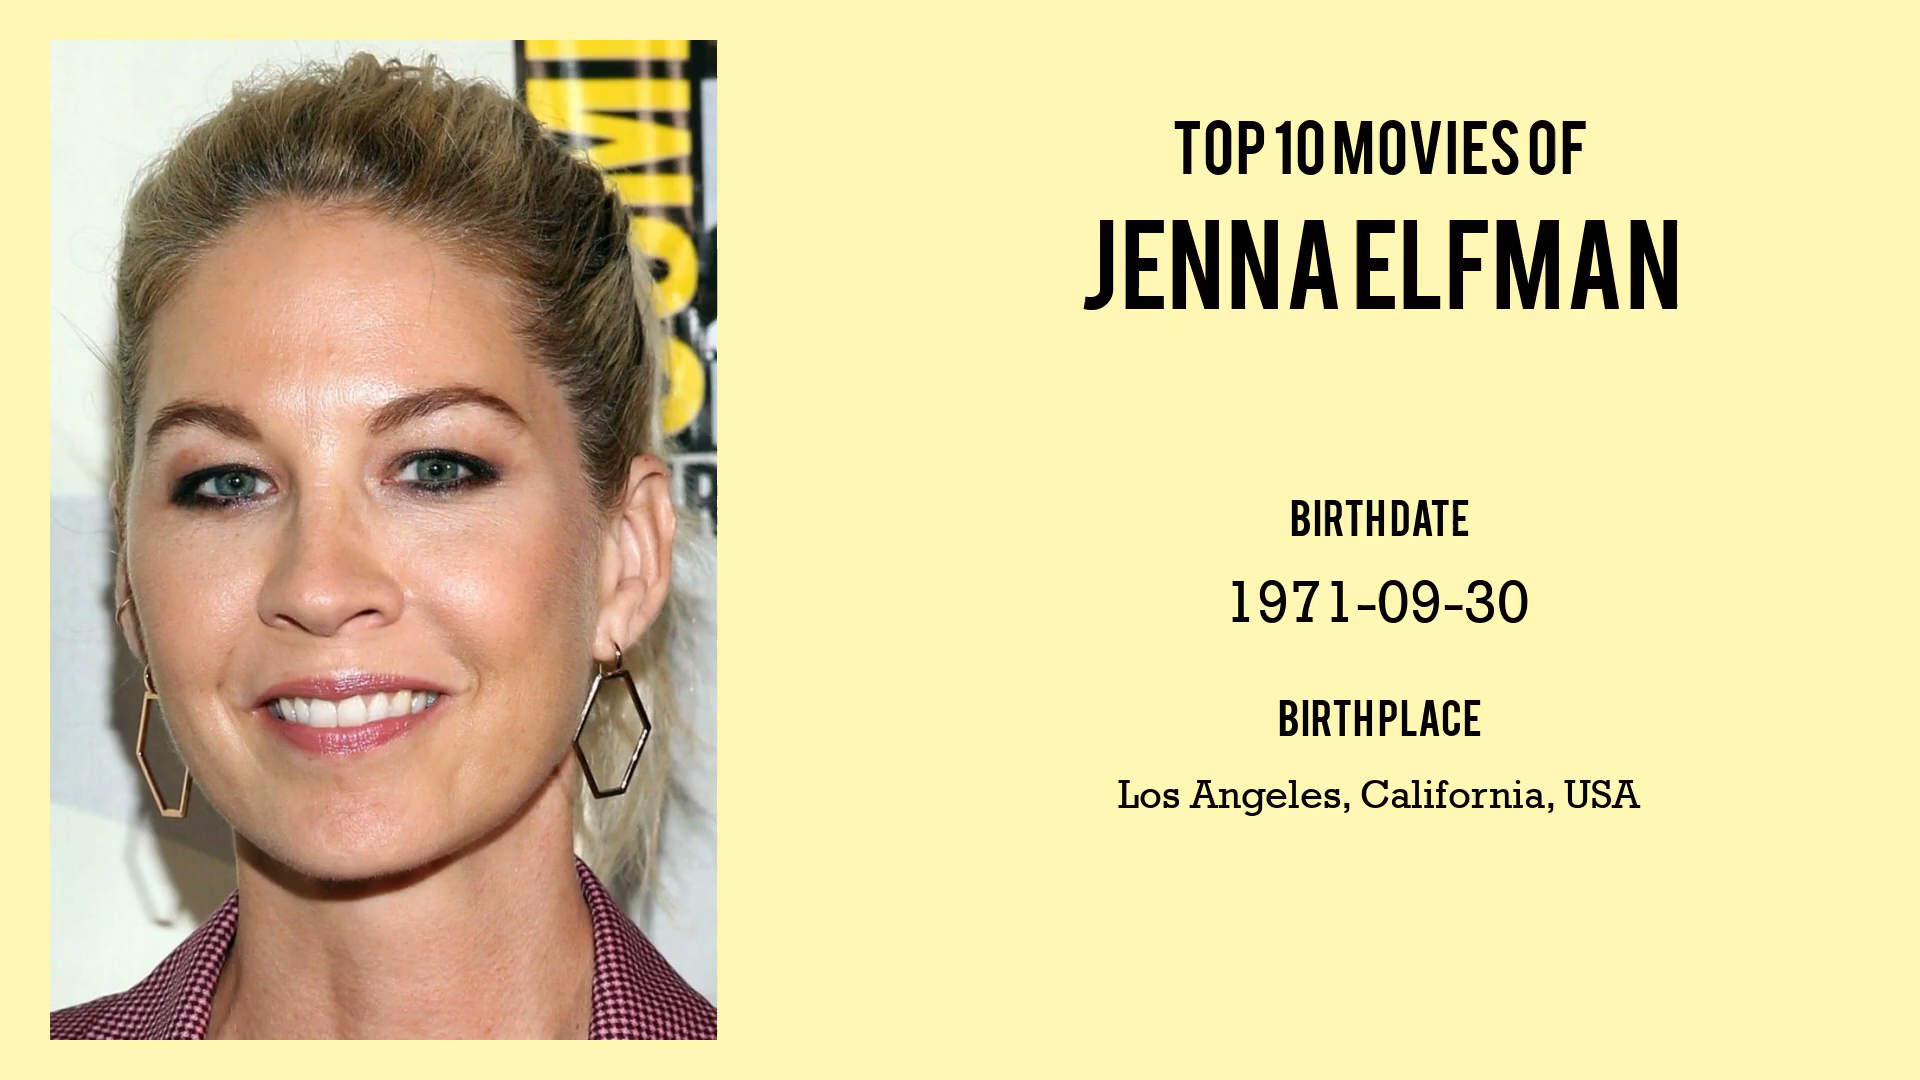 TOP 10 MOVIES OF
JENNA ELFMAN
BIRTHDATE
1971-09-30
BIRTHPLACE
Los Angeles, California, USA